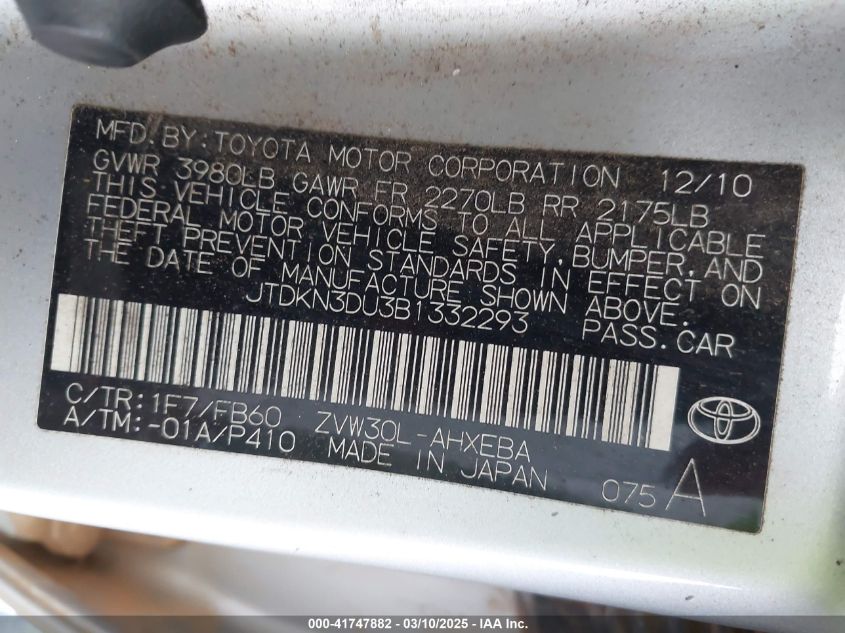 MFD. BY: TOYOTA MOTOR CORPORATION 12/10
GVWR 3980LB GAWR FR 2270LB RR 2175LB
THIS VEHICLE CONFORMS TO ALL APPLICABLE
FEDERAL MOTOR VEHICLE SAFETY, BUMPER, AND
THEFT PREVENTION STANDARDS IN EFFECT ON
THE DATE OF MANUFACTURE SHOWN ABOVE.
JTDKN3DU3B1332293 PASS. CAR
C/TR: 1F7/FB60 ZVW30L-AHXEBA
A/TM: -01A/P410 MADE IN JAPAN
075 A
000-41747882 — 03/10/2025 — IAA Inc.